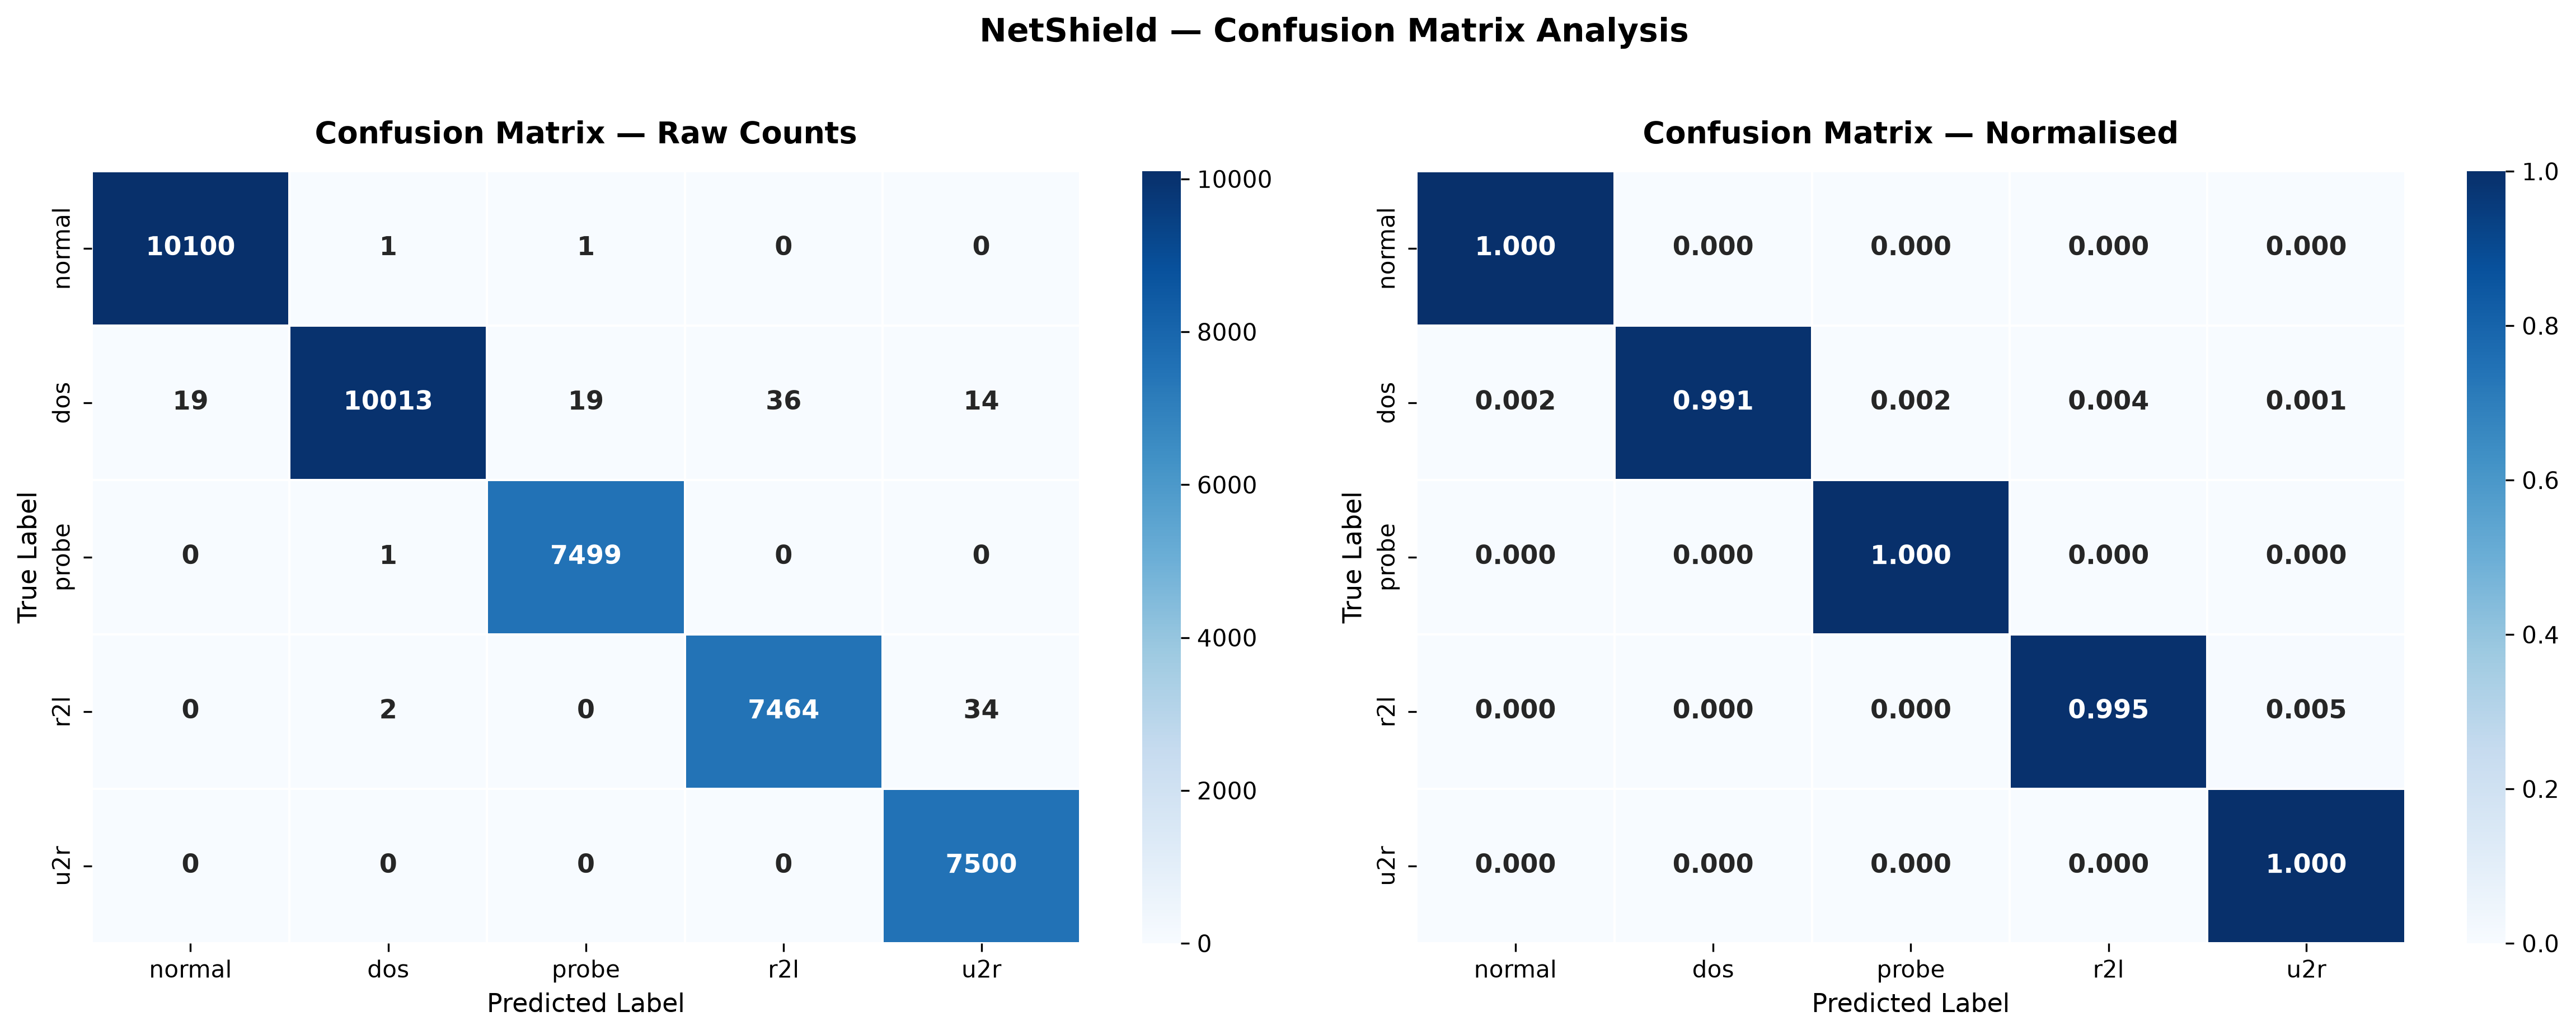 NetShield — Confusion Matrix Analysis
Confusion Matrix — Raw Counts
True Label
normal 10100 1 1 0 0
dos 19 10013 19 36 14
probe 0 1 7499 0 0
r2l 0 2 0 7464 34
u2r 0 0 0 0 7500
normal dos probe r2l u2r
Predicted Label
10000
8000
6000
4000
2000
0
Confusion Matrix — Normalised
True Label
normal 1.000 0.000 0.000 0.000 0.000
dos 0.002 0.991 0.002 0.004 0.001
probe 0.000 0.000 1.000 0.000 0.000
r2l 0.000 0.000 0.000 0.995 0.005
u2r 0.000 0.000 0.000 0.000 1.000
normal dos probe r2l u2r
Predicted Label
1.0
0.8
0.6
0.4
0.2
0.0